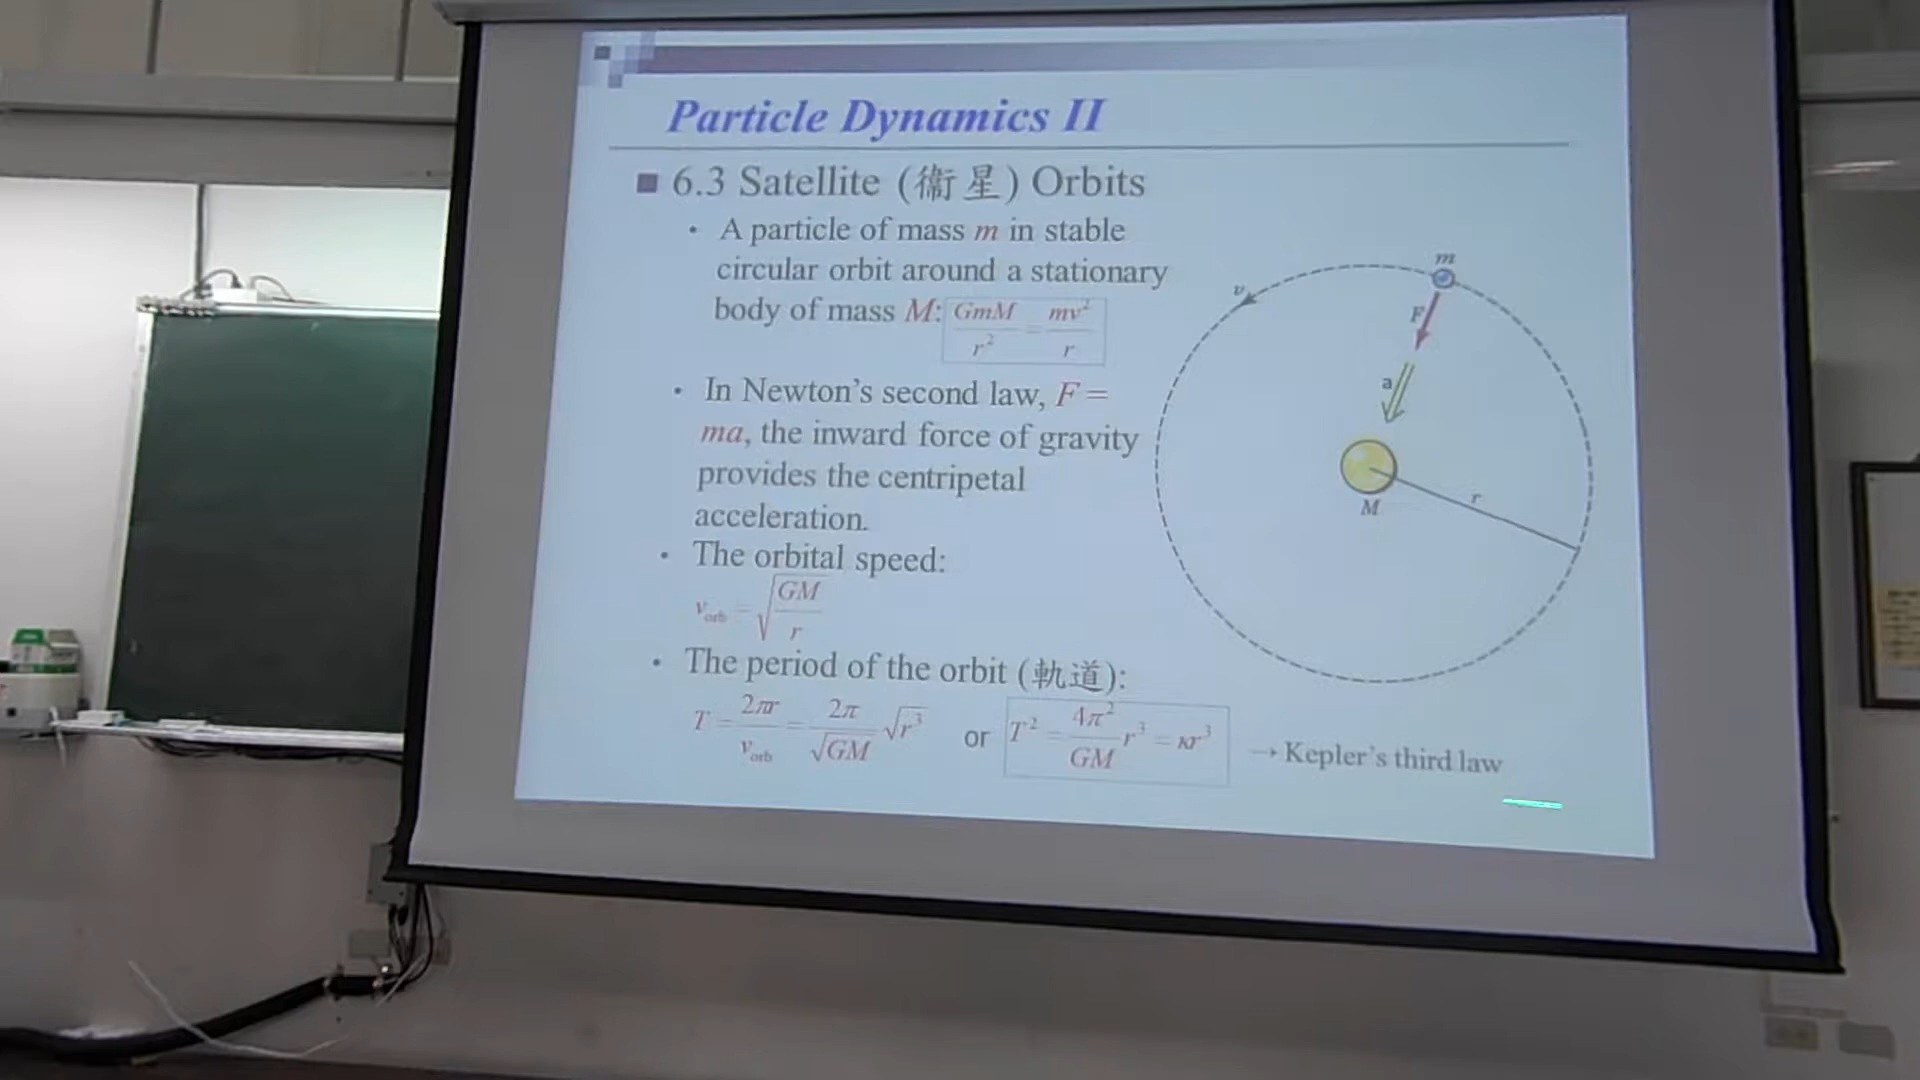 Particle Dynamics II
6.3 Satellite (衛星) Orbits
• A particle of mass m in stable
circular orbit around a stationary
body of mass M: GmM/r² = mv²/r
• In Newton's second law, F =
ma, the inward force of gravity
provides the centripetal
acceleration.
• The orbital speed:
v_orb = √(GM/r)
• The period of the orbit (軌道):
T = 2πr/v_orb = 2π/√GM √r³ or T² = 4π²/GM r³ = κr³ → Kepler's third law
m
v
F
a
M
r